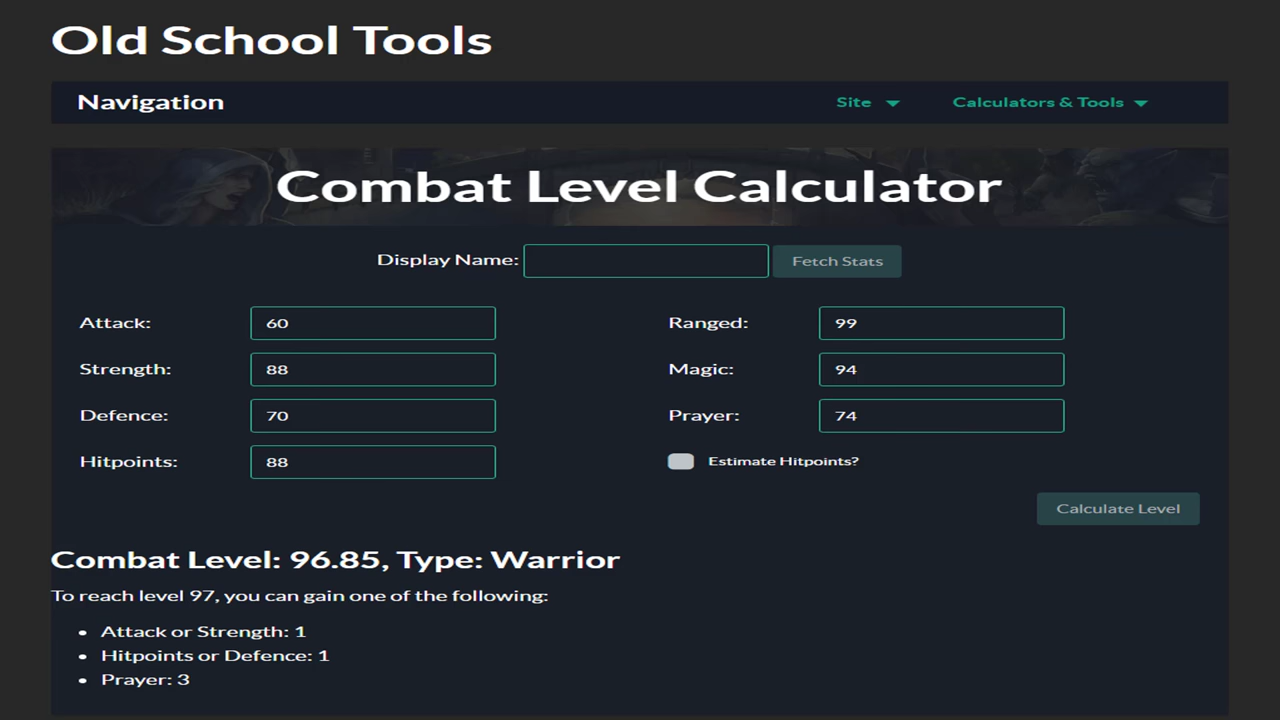 Old School Tools
Navigation
Site
Calculators & Tools
Combat Level Calculator
Display Name:
Fetch Stats
Attack: 60
Ranged: 99
Strength: 88
Magic: 94
Defence: 70
Prayer: 74
Hitpoints: 88
Estimate Hitpoints?
Calculate Level
Combat Level: 96.85, Type: Warrior
To reach level 97, you can gain one of the following:
Attack or Strength: 1
Hitpoints or Defence: 1
Prayer: 3